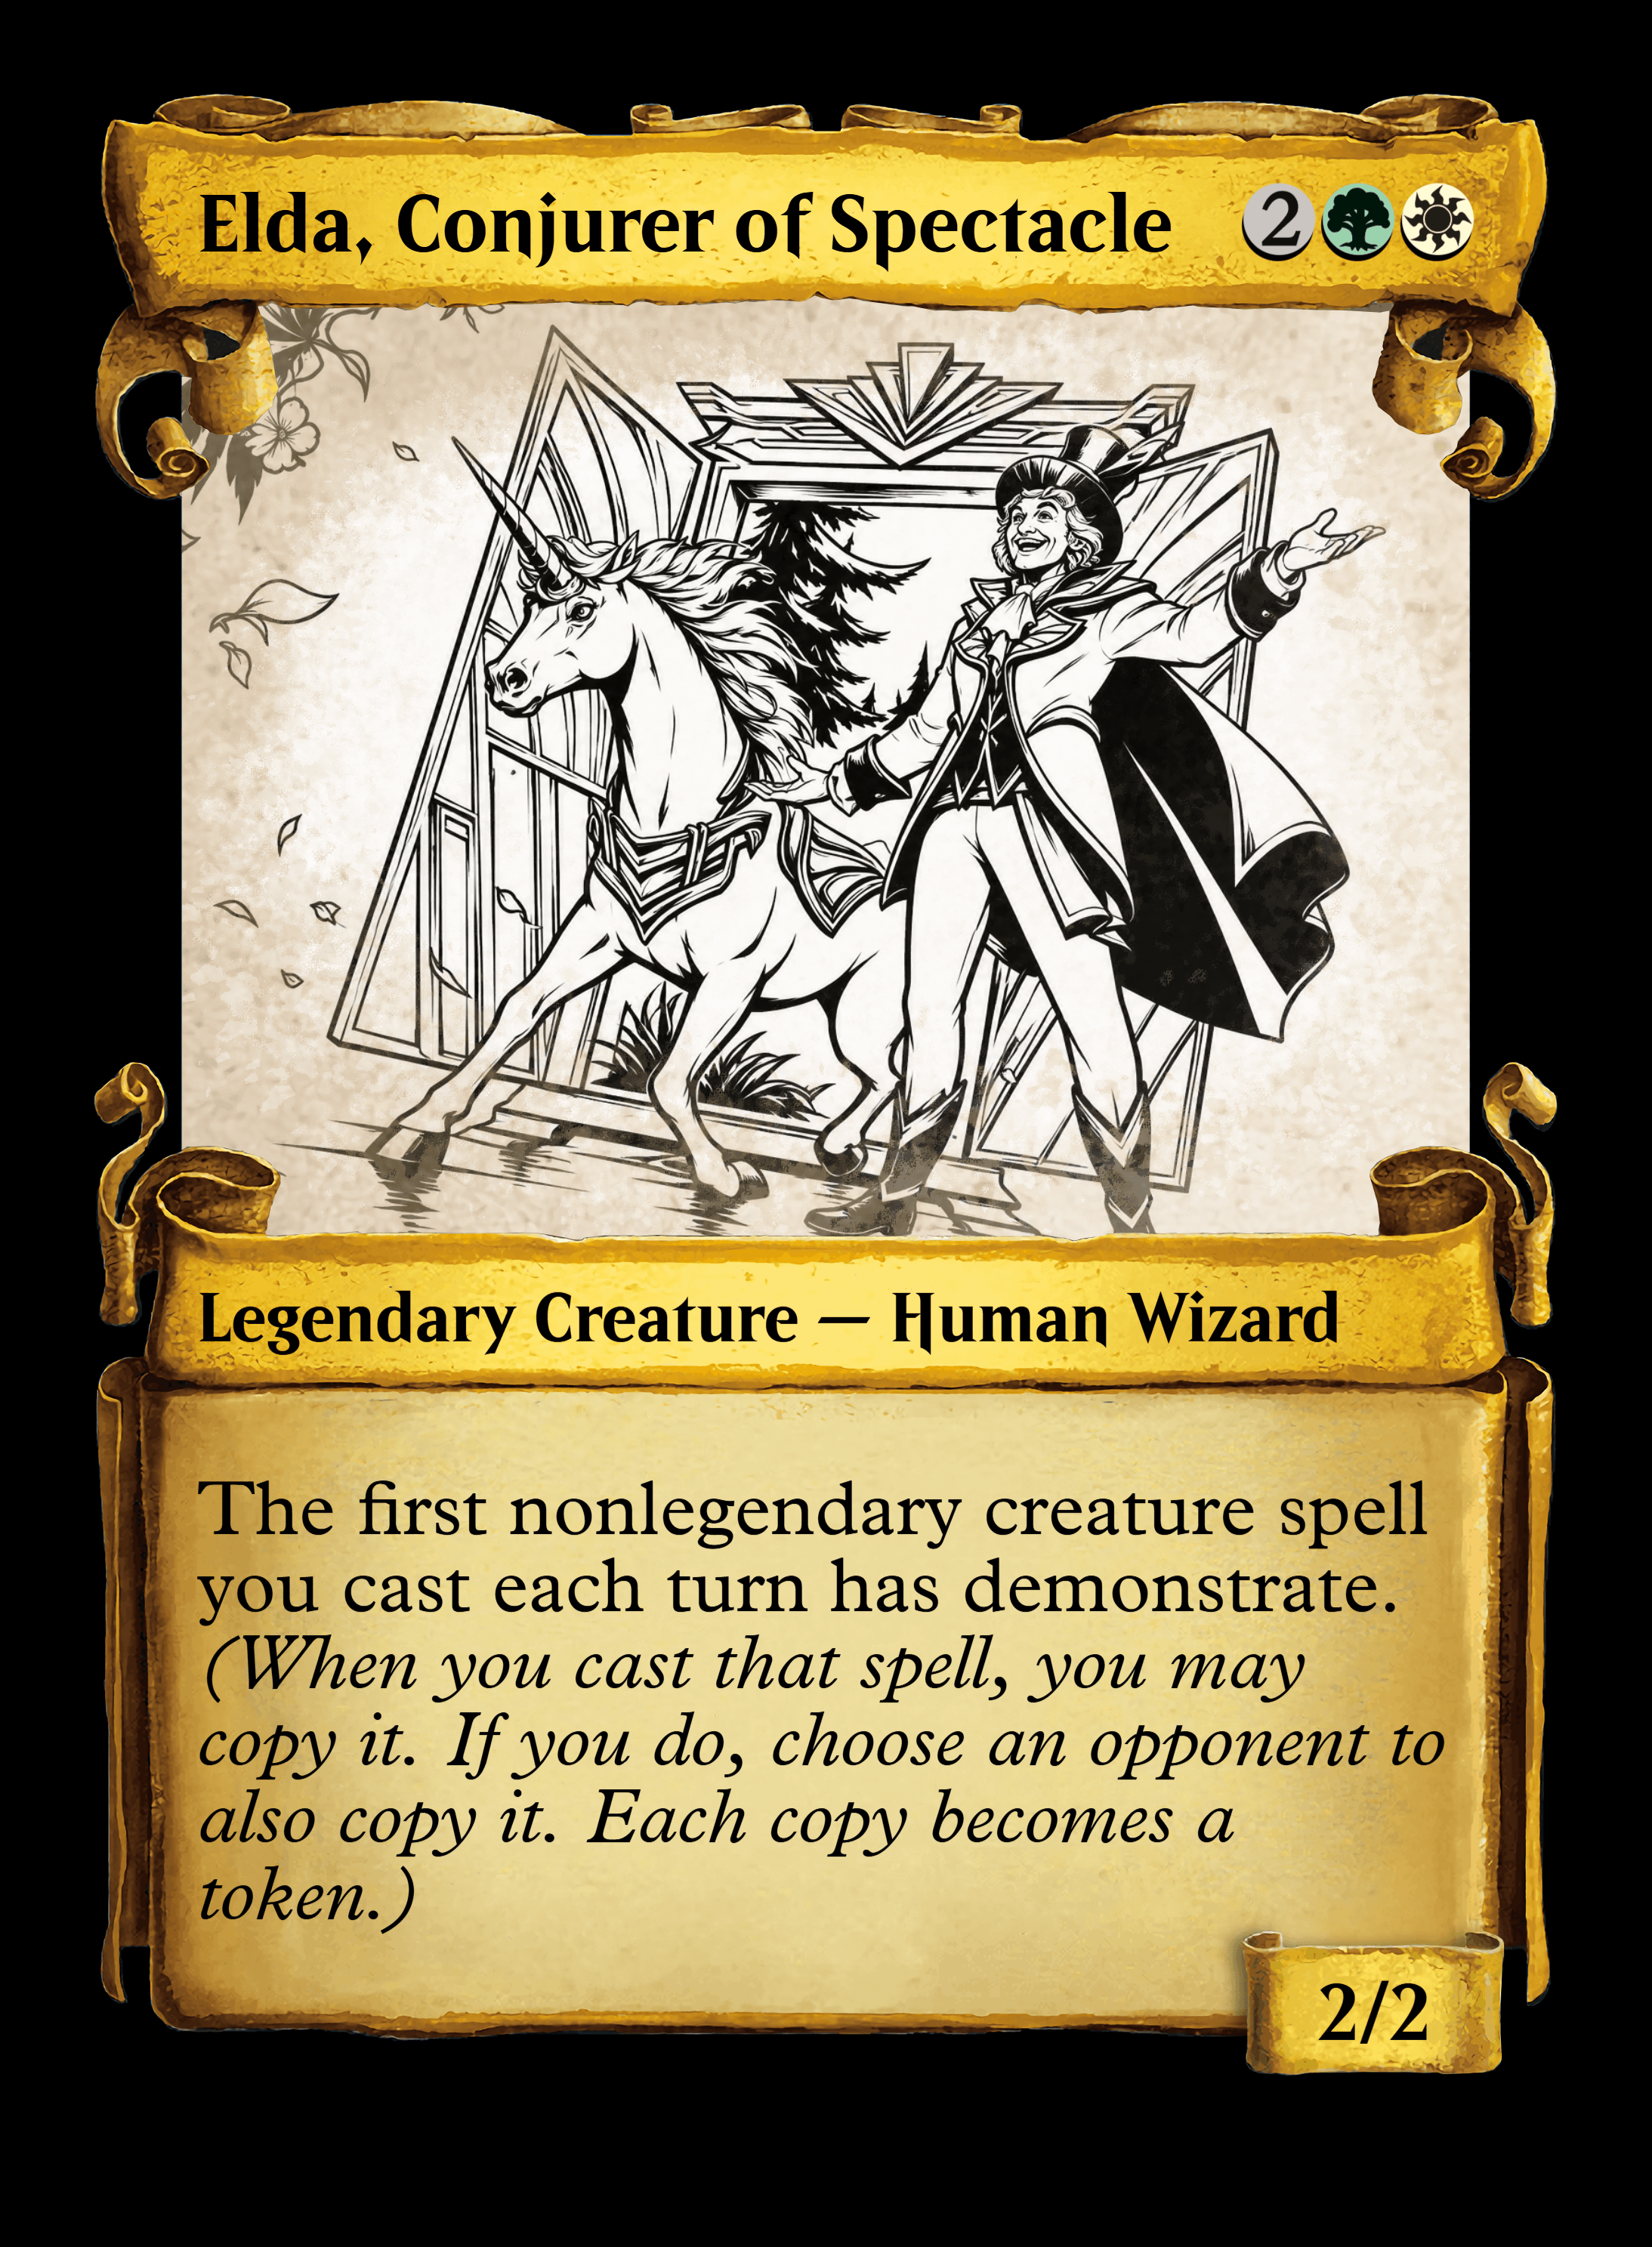 Elda, Conjurer of Spectacle 2
Legendary Creature — Human Wizard
The first nonlegendary creature spell
you cast each turn has demonstrate.
(When you cast that spell, you may
copy it. If you do, choose an opponent to
also copy it. Each copy becomes a
token.)
2/2